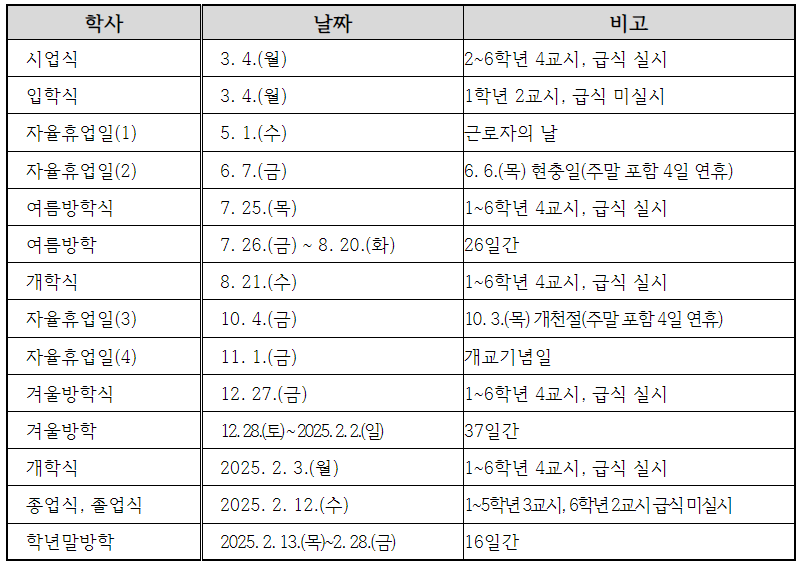 학사 날짜 비고
시업식 3. 4.(월) 2~6학년 4교시, 급식 실시
입학식 3. 4.(월) 1학년 2교시, 급식 미실시
자율휴업일(1) 5. 1.(수) 근로자의 날
자율휴업일(2) 6. 7.(금) 6. 6.(목) 현충일(주말 포함 4일 연휴)
여름방학식 7. 25.(목) 1~6학년 4교시, 급식 실시
여름방학 7. 26.(금) ~ 8. 20.(화) 26일간
개학식 8. 21.(수) 1~6학년 4교시, 급식 실시
자율휴업일(3) 10. 4.(금) 10. 3.(목) 개천절(주말 포함 4일 연휴)
자율휴업일(4) 11. 1.(금) 개교기념일
겨울방학식 12. 27.(금) 1~6학년 4교시, 급식 실시
겨울방학 12. 28.(토) ~ 2025. 2. 2.(일) 37일간
개학식 2025. 2. 3.(월) 1~6학년 4교시, 급식 실시
종업식, 졸업식 2025. 2. 12.(수) 1~5학년 3교시, 6학년 2교시 급식 미실시
학년말방학 2025. 2. 13.(목)~2. 28.(금) 16일간